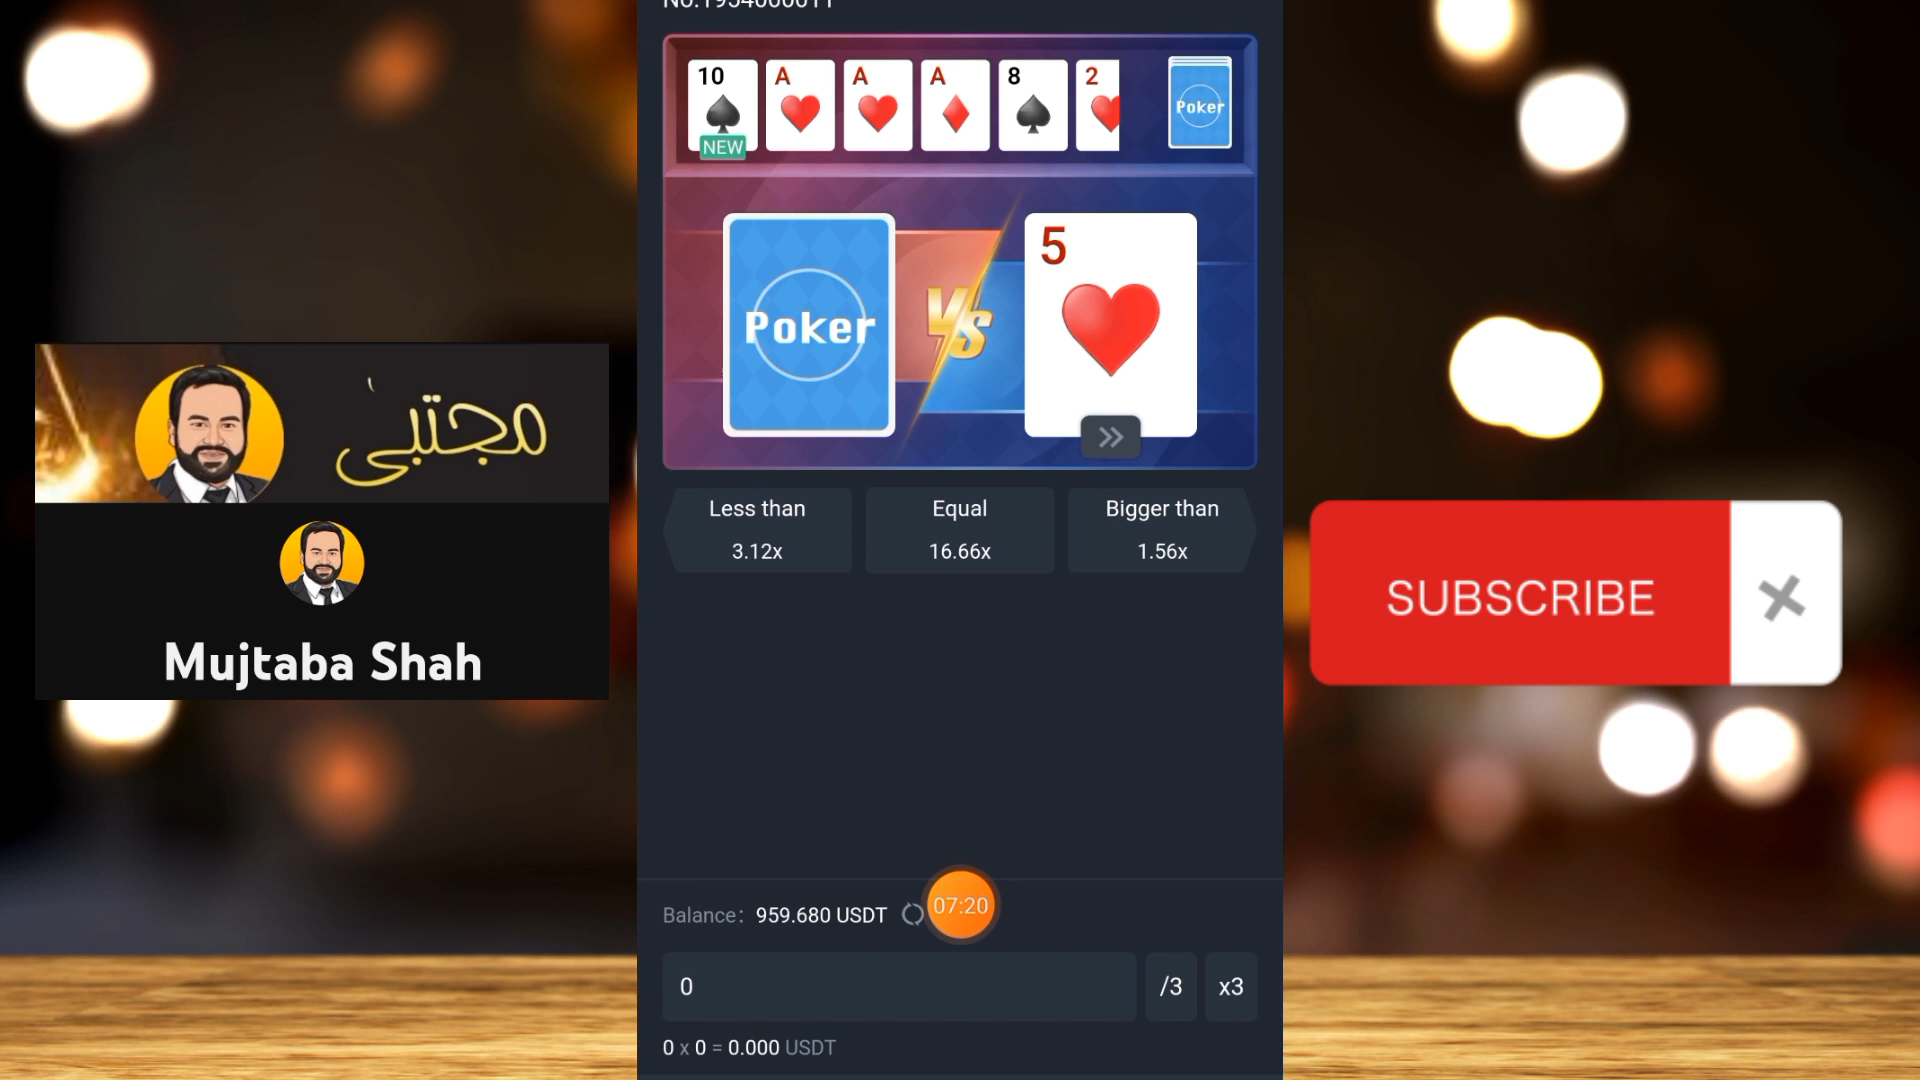 10
A
A
A
8
2
NEW
Poker
Poker
VS
5
Less than
Equal
Bigger than
3.12x
16.66x
1.56x
مجتبیٰ
Mujtaba Shah
SUBSCRIBE
Balance: 959.680 USDT
07:20
0
/3
x3
0 x 0 = 0.000 USDT